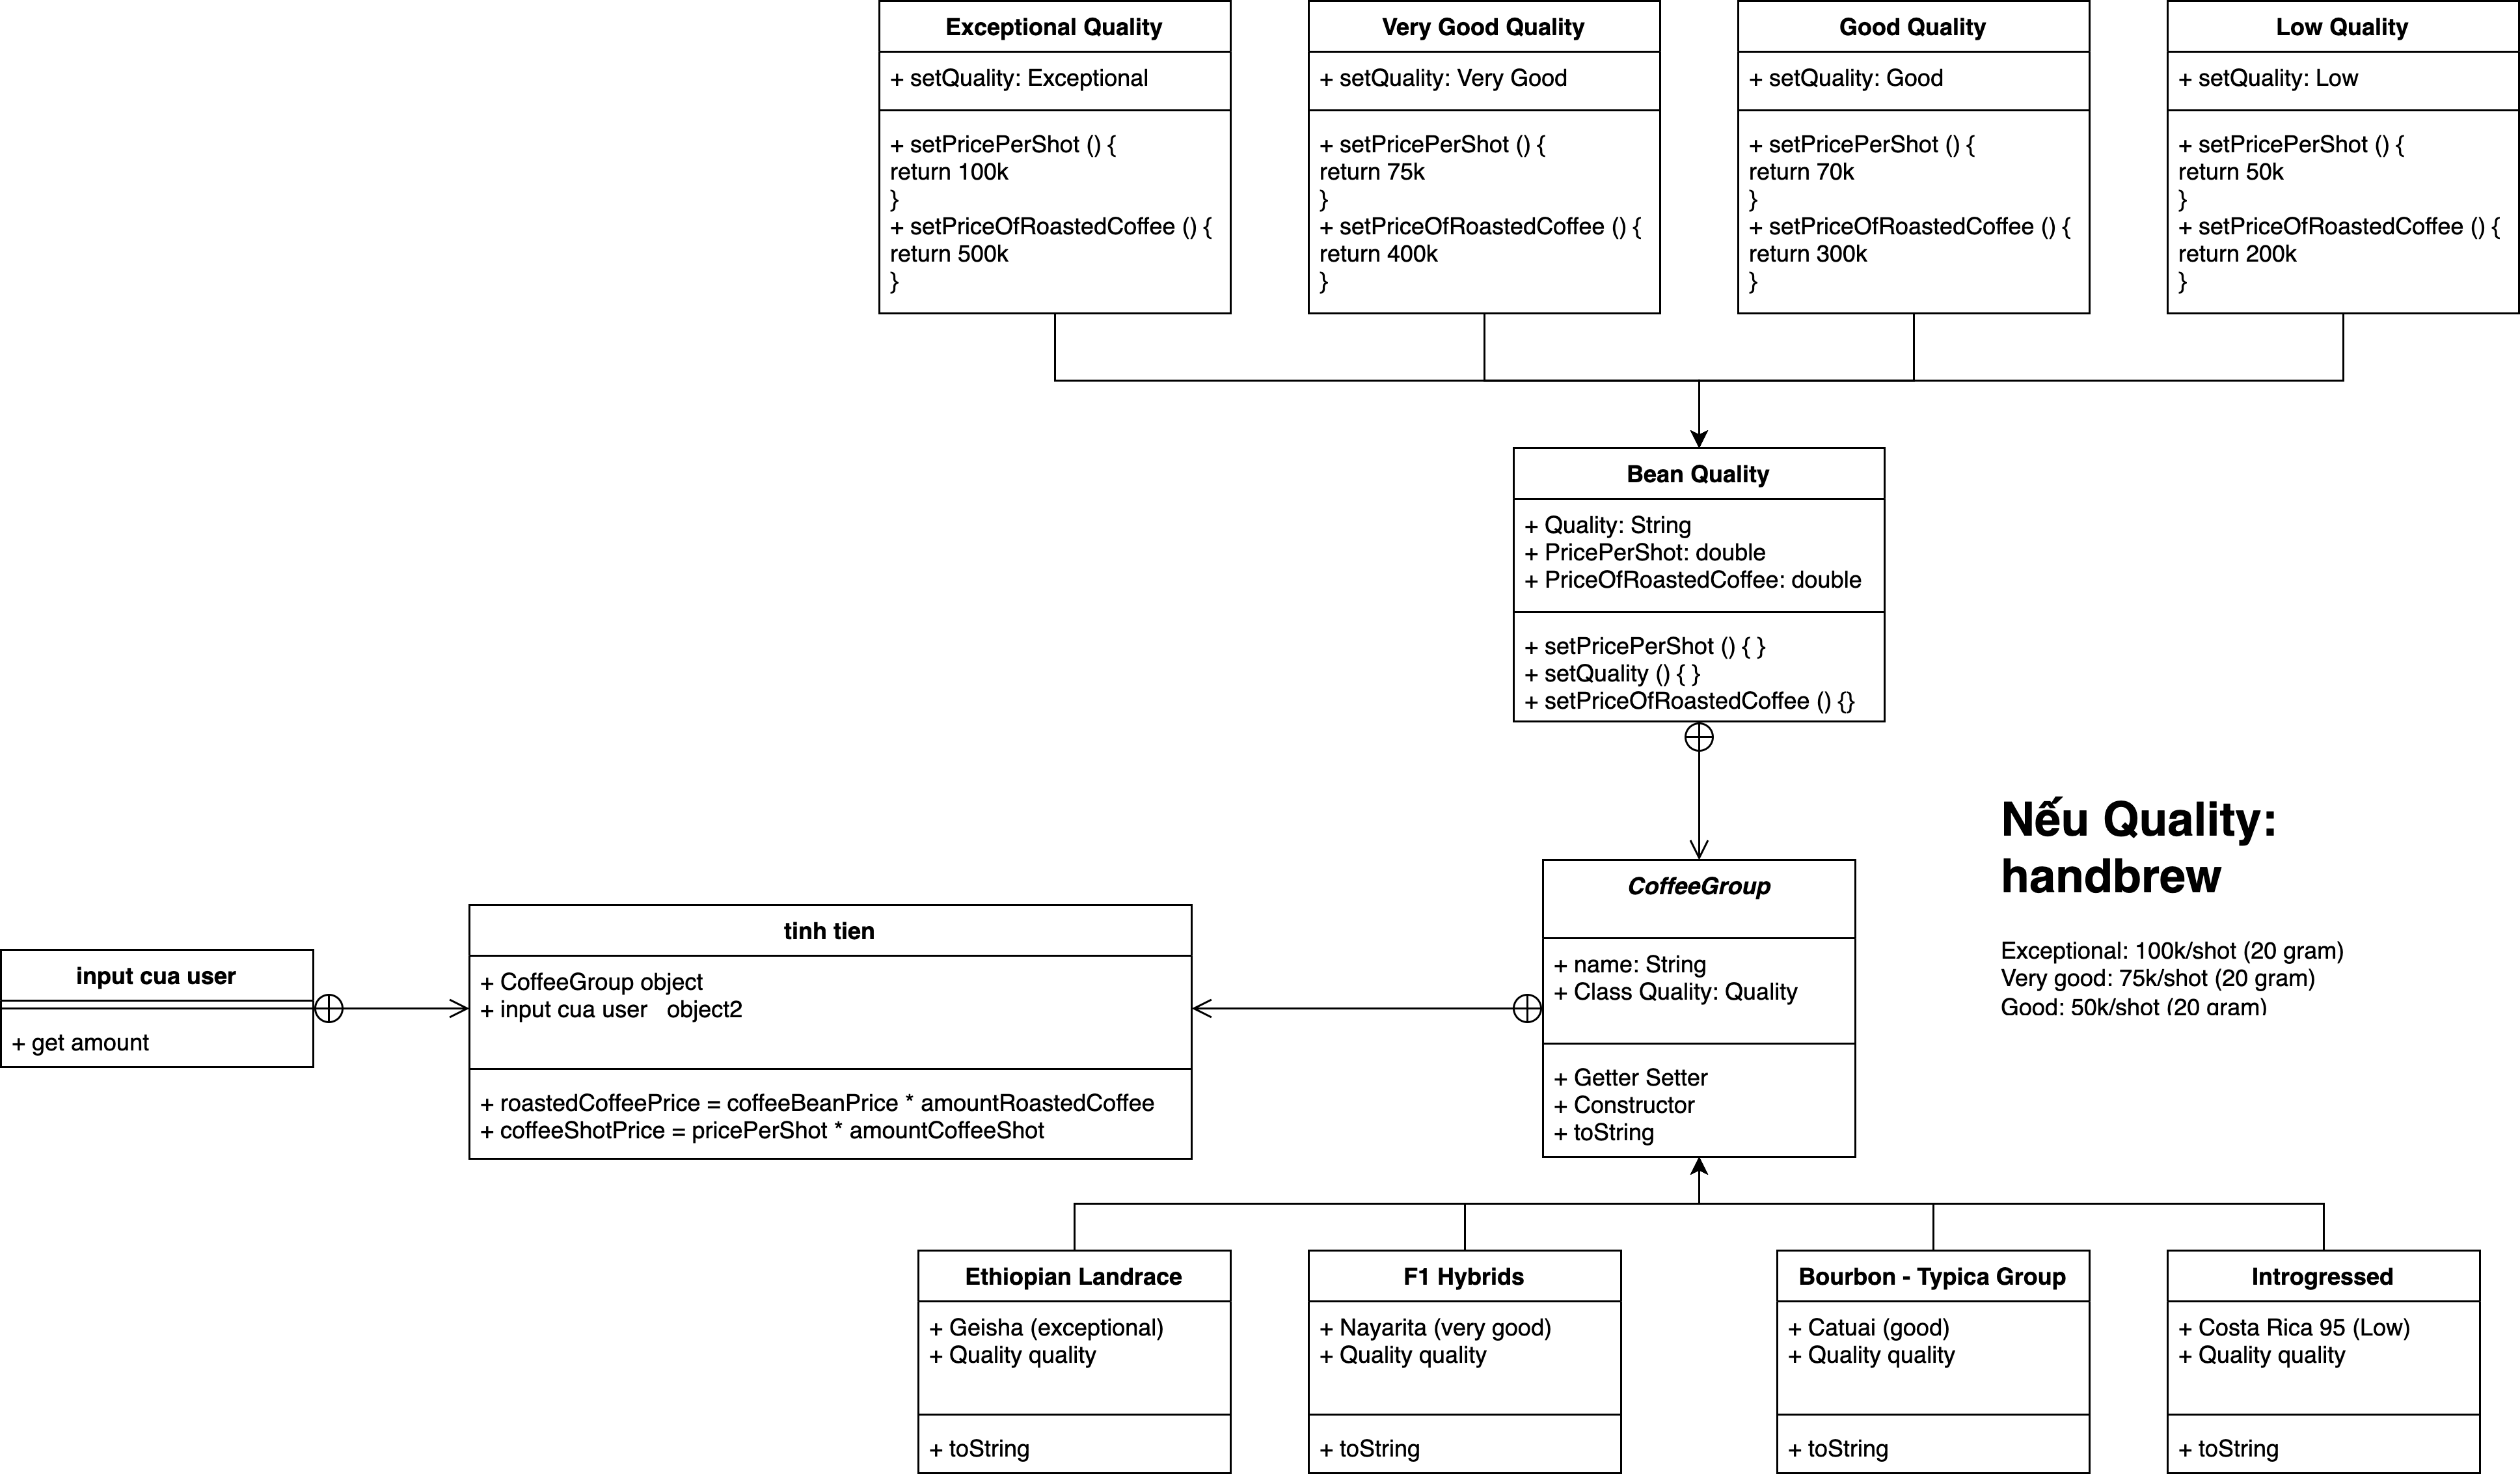 Exceptional Quality
+ setQuality: Exceptional
+ setPricePerShot () {
return 100k
}
+ setPriceOfRoastedCoffee () {
return 500k
}
Very Good Quality
+ setQuality: Very Good
+ setPricePerShot () {
return 75k
}
+ setPriceOfRoastedCoffee () {
return 400k
}
Good Quality
+ setQuality: Good
+ setPricePerShot () {
return 70k
}
+ setPriceOfRoastedCoffee () {
return 300k
}
Low Quality
+ setQuality: Low
+ setPricePerShot () {
return 50k
}
+ setPriceOfRoastedCoffee () {
return 200k
}
Bean Quality
+ Quality: String
+ PricePerShot: double
+ PriceOfRoastedCoffee: double
+ setPricePerShot () { }
+ setQuality () { }
+ setPriceOfRoastedCoffee () {}
Nếu Quality:
handbrew
Exceptional: 100k/shot (20 gram)
Very good: 75k/shot (20 gram)
Good: 50k/shot (20 gram)
CoffeeGroup
+ name: String
+ Class Quality: Quality
+ Getter Setter
+ Constructor
+ toString
tinh tien
+ CoffeeGroup object
+ input cua user object2
+ roastedCoffeePrice = coffeeBeanPrice * amountRoastedCoffee
+ coffeeShotPrice = pricePerShot * amountCoffeeShot
input cua user
+ get amount
Ethiopian Landrace
+ Geisha (exceptional)
+ Quality quality
+ toString
F1 Hybrids
+ Nayarita (very good)
+ Quality quality
+ toString
Bourbon - Typica Group
+ Catuai (good)
+ Quality quality
+ toString
Introgressed
+ Costa Rica 95 (Low)
+ Quality quality
+ toString